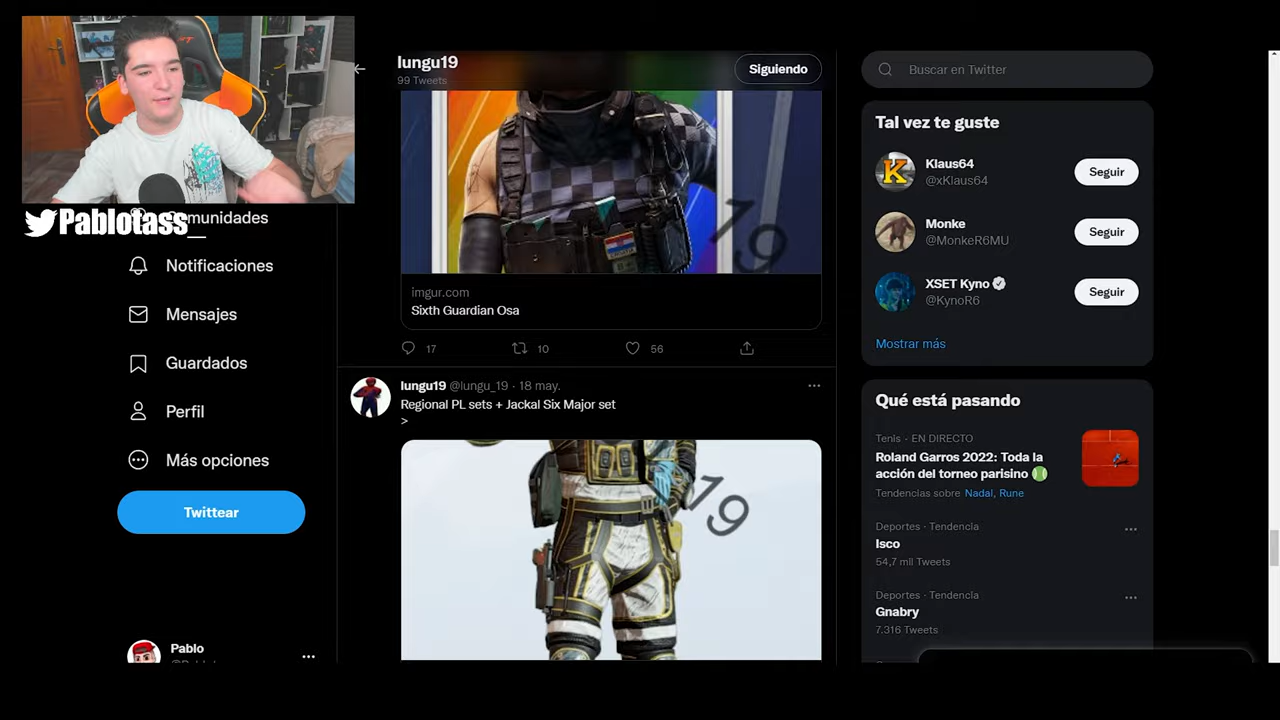 Pablotass_
Comunidades
Notificaciones
Mensajes
Guardados
Perfil
Más opciones
Twittear
Pablo
lungu19
99 Tweets
Siguiendo
19
CROATIA
imgur.com
Sixth Guardian Osa
17
10
56
lungu19 @lungu_19 · 18 may.
Regional PL sets + Jackal Six Major set
>
19
Buscar en Twitter
Tal vez te guste
K
Klaus64
@xKlaus64
Seguir
Monke
@MonkeR6MU
Seguir
XSET Kyno
@KynoR6
Seguir
Mostrar más
Qué está pasando
Tenis · EN DIRECTO
Roland Garros 2022: Toda la
acción del torneo parisino
Tendencias sobre Nadal, Rune
Deportes · Tendencia
Isco
54,7 mil Tweets
Deportes · Tendencia
Gnabry
7.316 Tweets